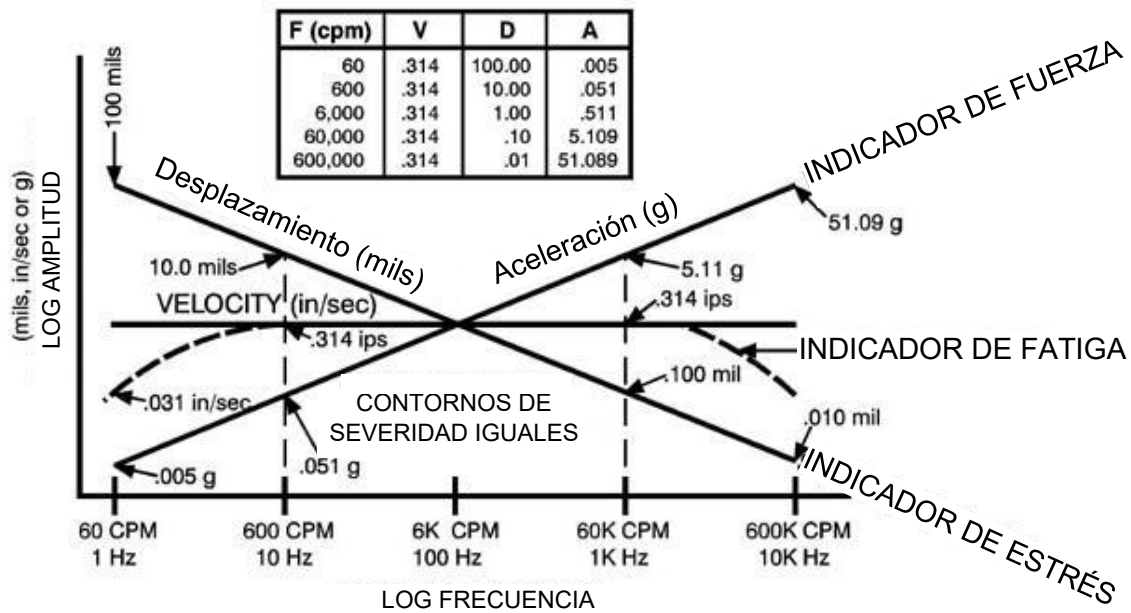 F (cpm) V D A
60 .314 100.00 .005
600 .314 10.00 .051
6,000 .314 1.00 .511
60,000 .314 .10 5.109
600,000 .314 .01 51.089
100 mils
(mils, in/sec or g)
LOG AMPLITUD
Desplazamiento (mils)
Aceleración (g)
INDICADOR DE FUERZA
51.09 g
10.0 mils
5.11 g
VELOCITY (in/sec)
.314 ips
.314 ips
INDICADOR DE FATIGA
.031 in/sec
CONTORNOS DE
SEVERIDAD IGUALES
.100 mil
.010 mil
.005 g
.051 g
INDICADOR DE ESTRÉS
60 CPM 600 CPM 6K CPM 60K CPM 600K CPM
1 Hz 10 Hz 100 Hz 1K Hz 10K Hz
LOG FRECUENCIA